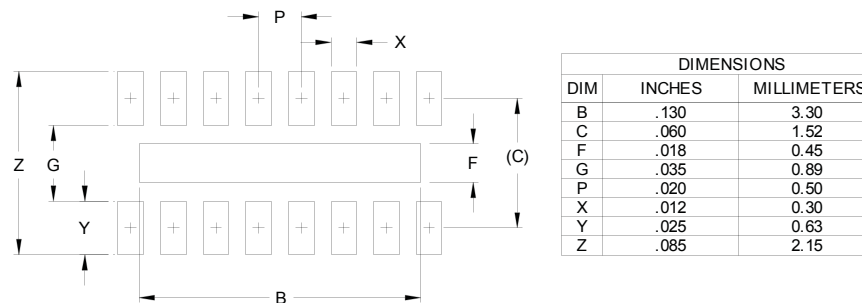 P
X
Z
G
Y
F
(C)
B
DIMENSIONS
DIM INCHES MILLIMETERS
B .130 3.30
C .060 1.52
F .018 0.45
G .035 0.89
P .020 0.50
X .012 0.30
Y .025 0.63
Z .085 2.15